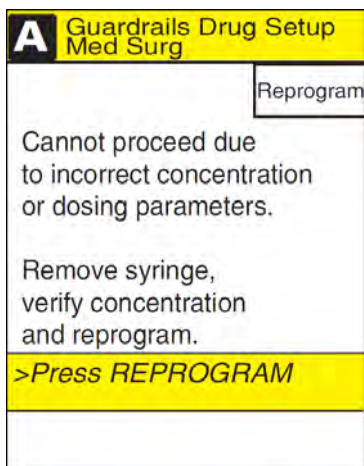 A Guardrails Drug Setup
Med Surg
Reprogram
Cannot proceed due
to incorrect concentration
or dosing parameters.
Remove syringe,
verify concentration
and reprogram.
>Press REPROGRAM